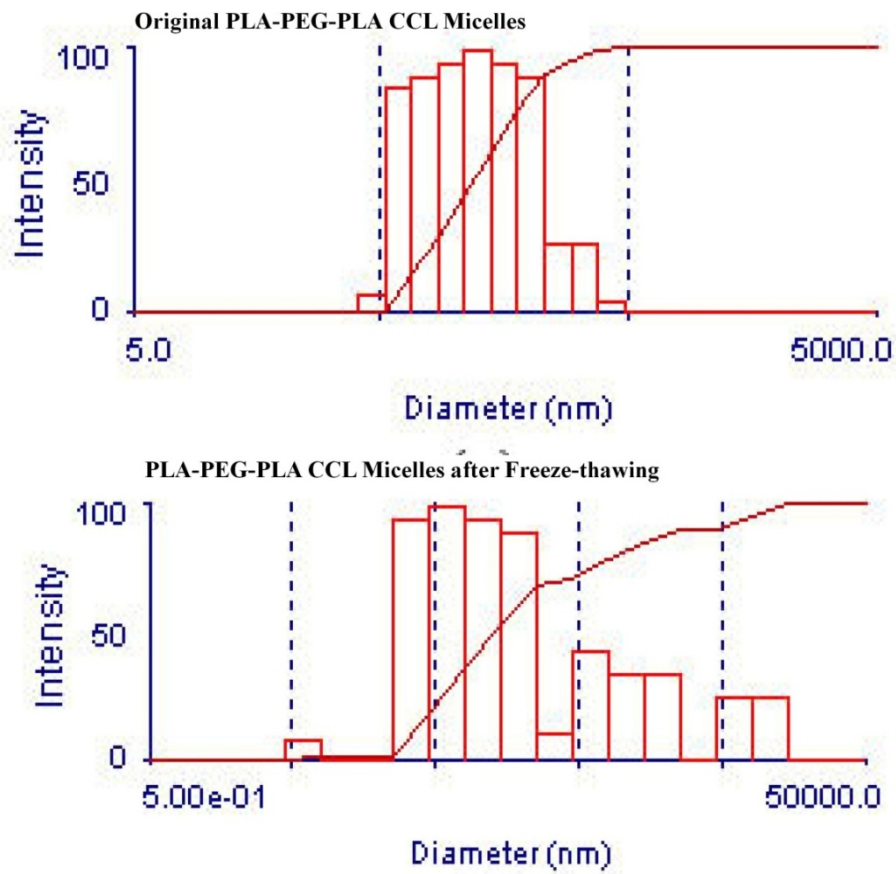 Original PLA-PEG-PLA CCL Micelles
100
50
0
Intensity
5.0
5000.0
Diameter (nm)
PLA-PEG-PLA CCL Micelles after Freeze-thawing
100
50
0
Intensity
5.00e-01
50000.0
Diameter (nm)